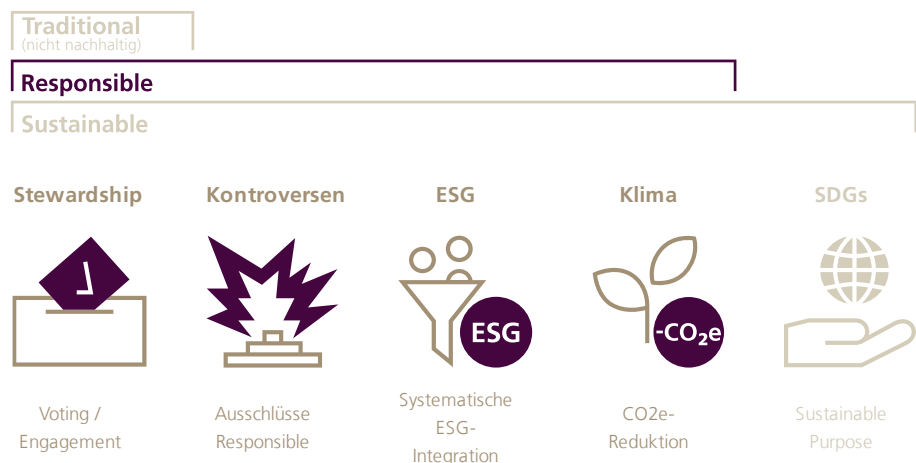 Traditional
(nicht nachhaltig)
Responsible
Sustainable
Stewardship Kontroversen ESG Klima SDGs
ESG -CO₂e
Voting / Ausschlüsse Systematische CO2e- Sustainable
Engagement Responsible ESG- Reduktion Purpose
Integration